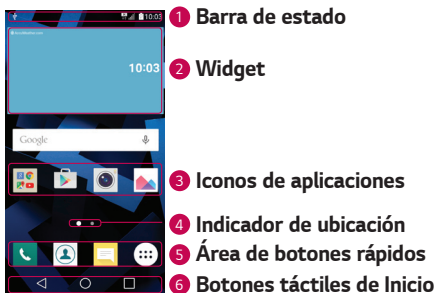 10:03
1 Barra de estado
10:03
2 Widget
Google
3 Iconos de aplicaciones
4 Indicador de ubicación
5 Área de botones rápidos
6 Botones táctiles de Inicio